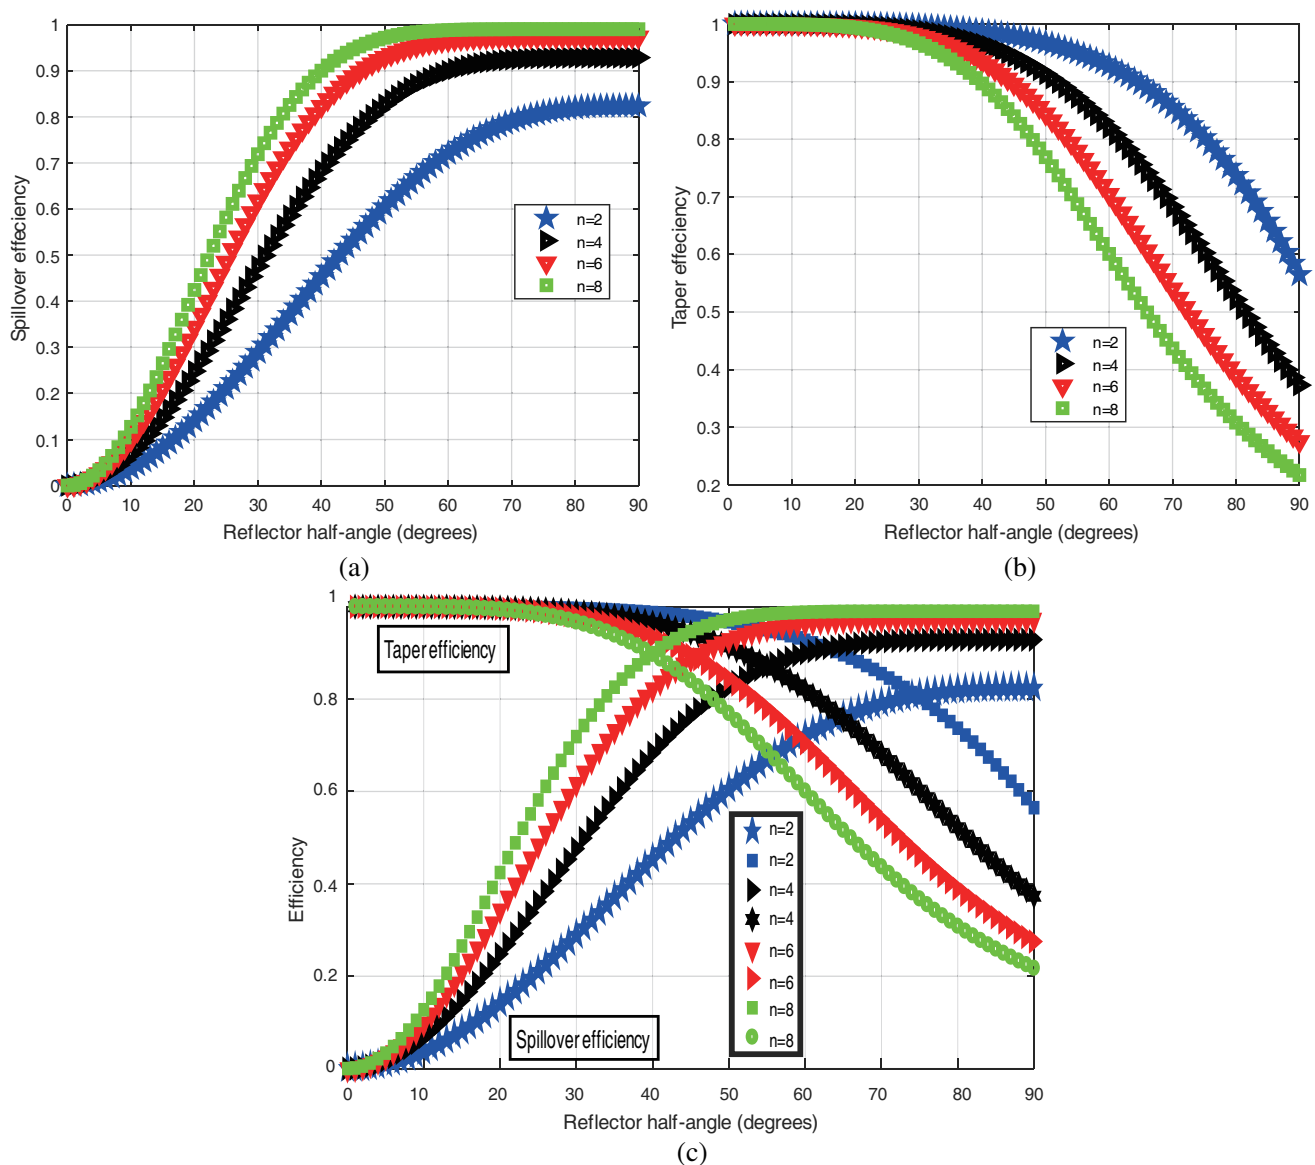 1
0.9
0.8
0.7
0.6
0.5
0.4
0.3
0.2
0.1
0
Spillover effeciency
n=2
n=4
n=6
n=8
0 10 20 30 40 50 60 70 80 90
Reflector half-angle (degrees)
(a)
1
0.9
0.8
0.7
0.6
0.5
0.4
0.3
0.2
Taper effeciency
n=2
n=4
n=6
n=8
0 10 20 30 40 50 60 70 80 90
Reflector half-angle (degrees)
(b)
1
0.8
0.6
0.4
0.2
0
Efficiency
Taper efficiency
n=2
n=2
n=4
n=4
n=6
n=6
n=8
n=8
Spillover efficiency
0 10 20 30 40 50 60 70 80 90
Reflector half-angle (degrees)
(c)